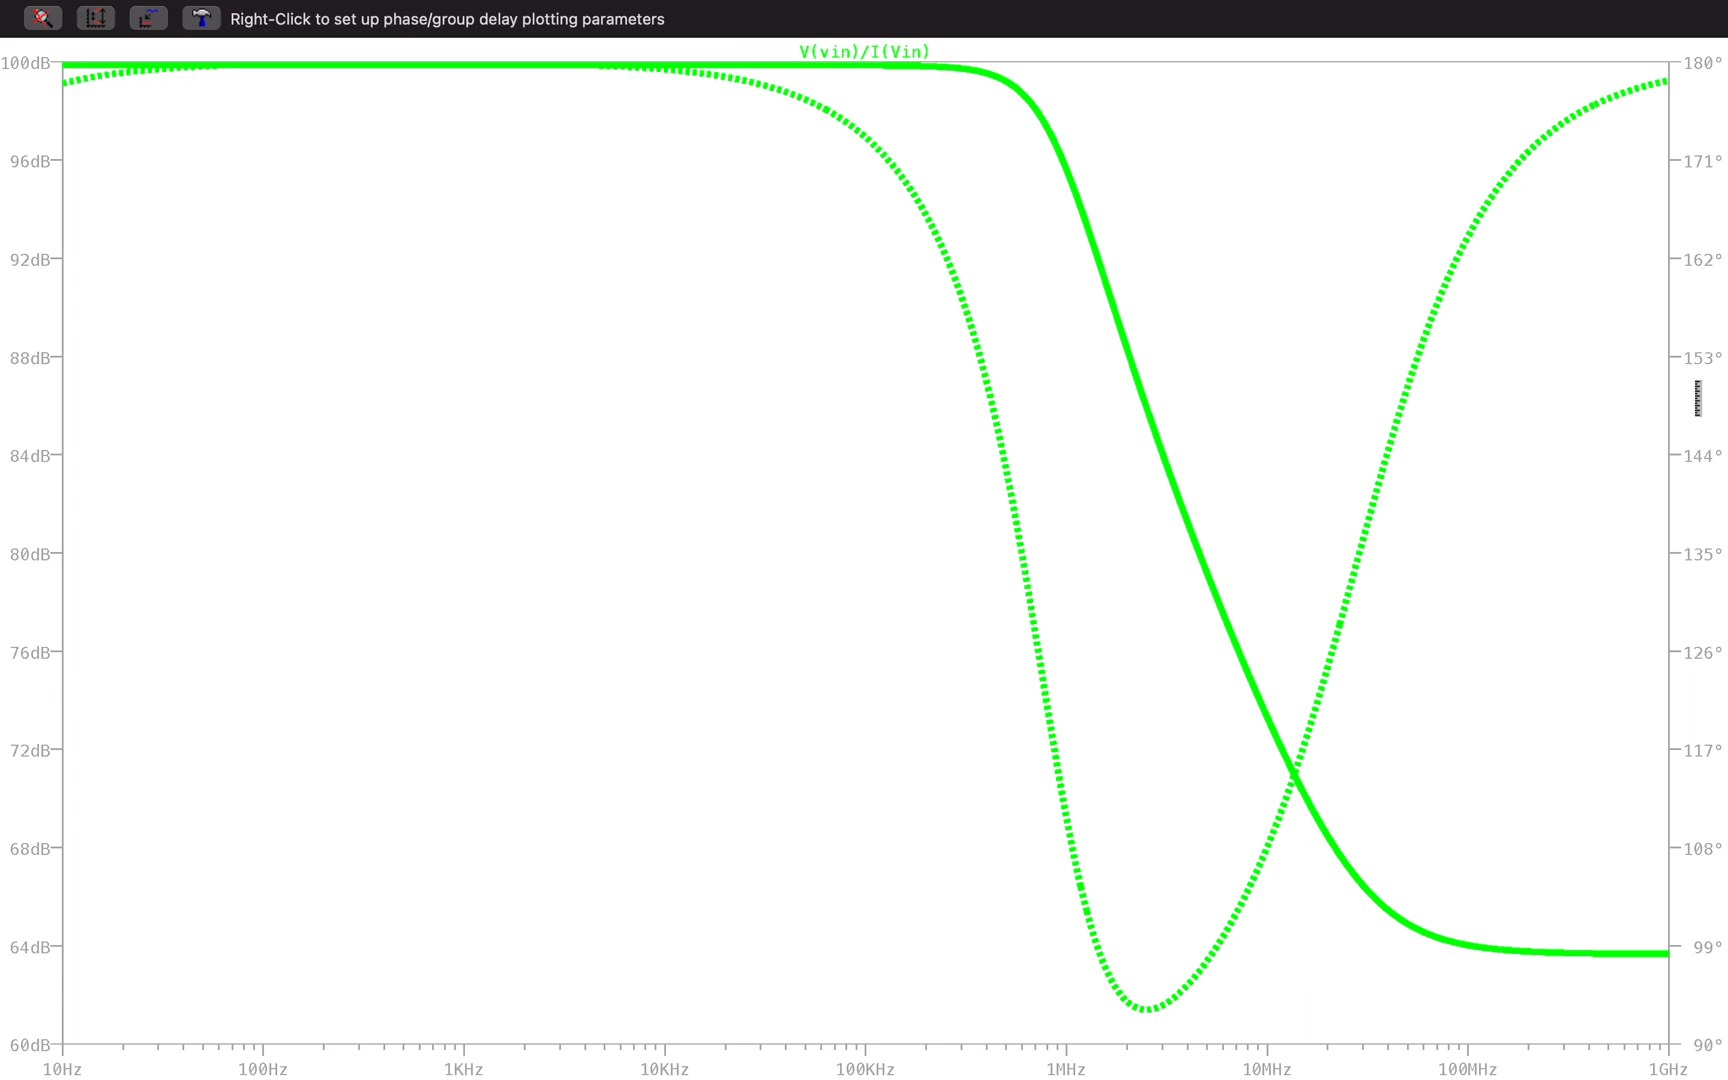 Right-Click to set up phase/group delay plotting parameters
V(vin)/I(Vin)
100dB
96dB
92dB
88dB
84dB
80dB
76dB
72dB
68dB
64dB
60dB
180°
171°
162°
153°
144°
135°
126°
117°
108°
99°
90°
10Hz 100Hz 1KHz 10KHz 100KHz 1MHz 10MHz 100MHz 1GHz